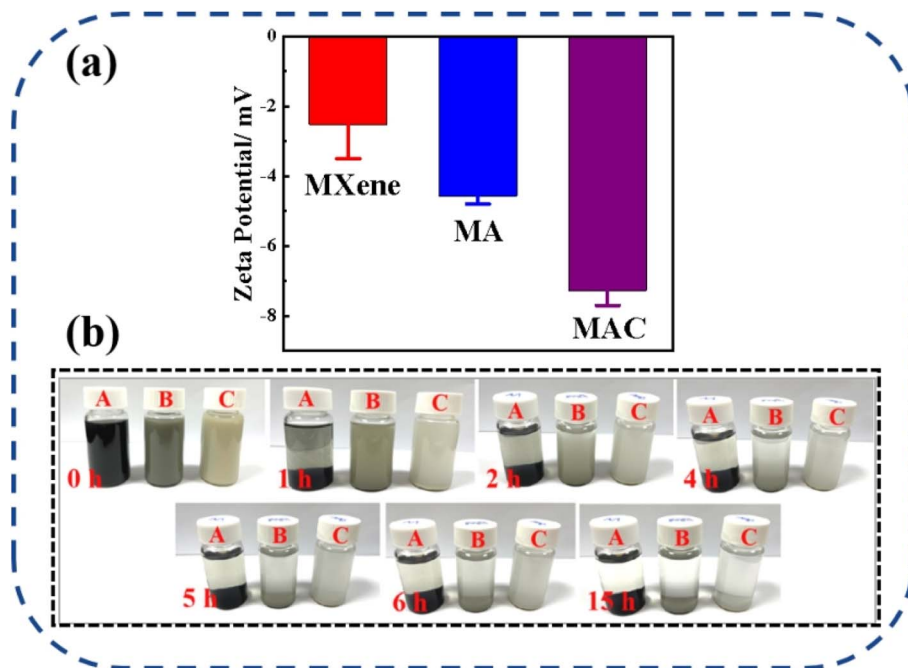 (a)
0
-2
-4
-6
-8
Zeta Potential/ mV
MXene
MA
MAC
(b)
A B C
0 h
A B C
1 h
A B C
2 h
A B C
4 h
A B C
5 h
A B C
6 h
A B C
15 h